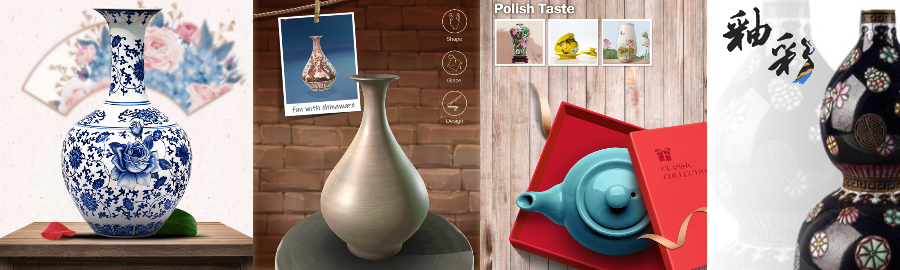 fun with chinaware
Shape
Glaze
Design
Polish Taste
CLASSIC
COLLECTION
釉
彩